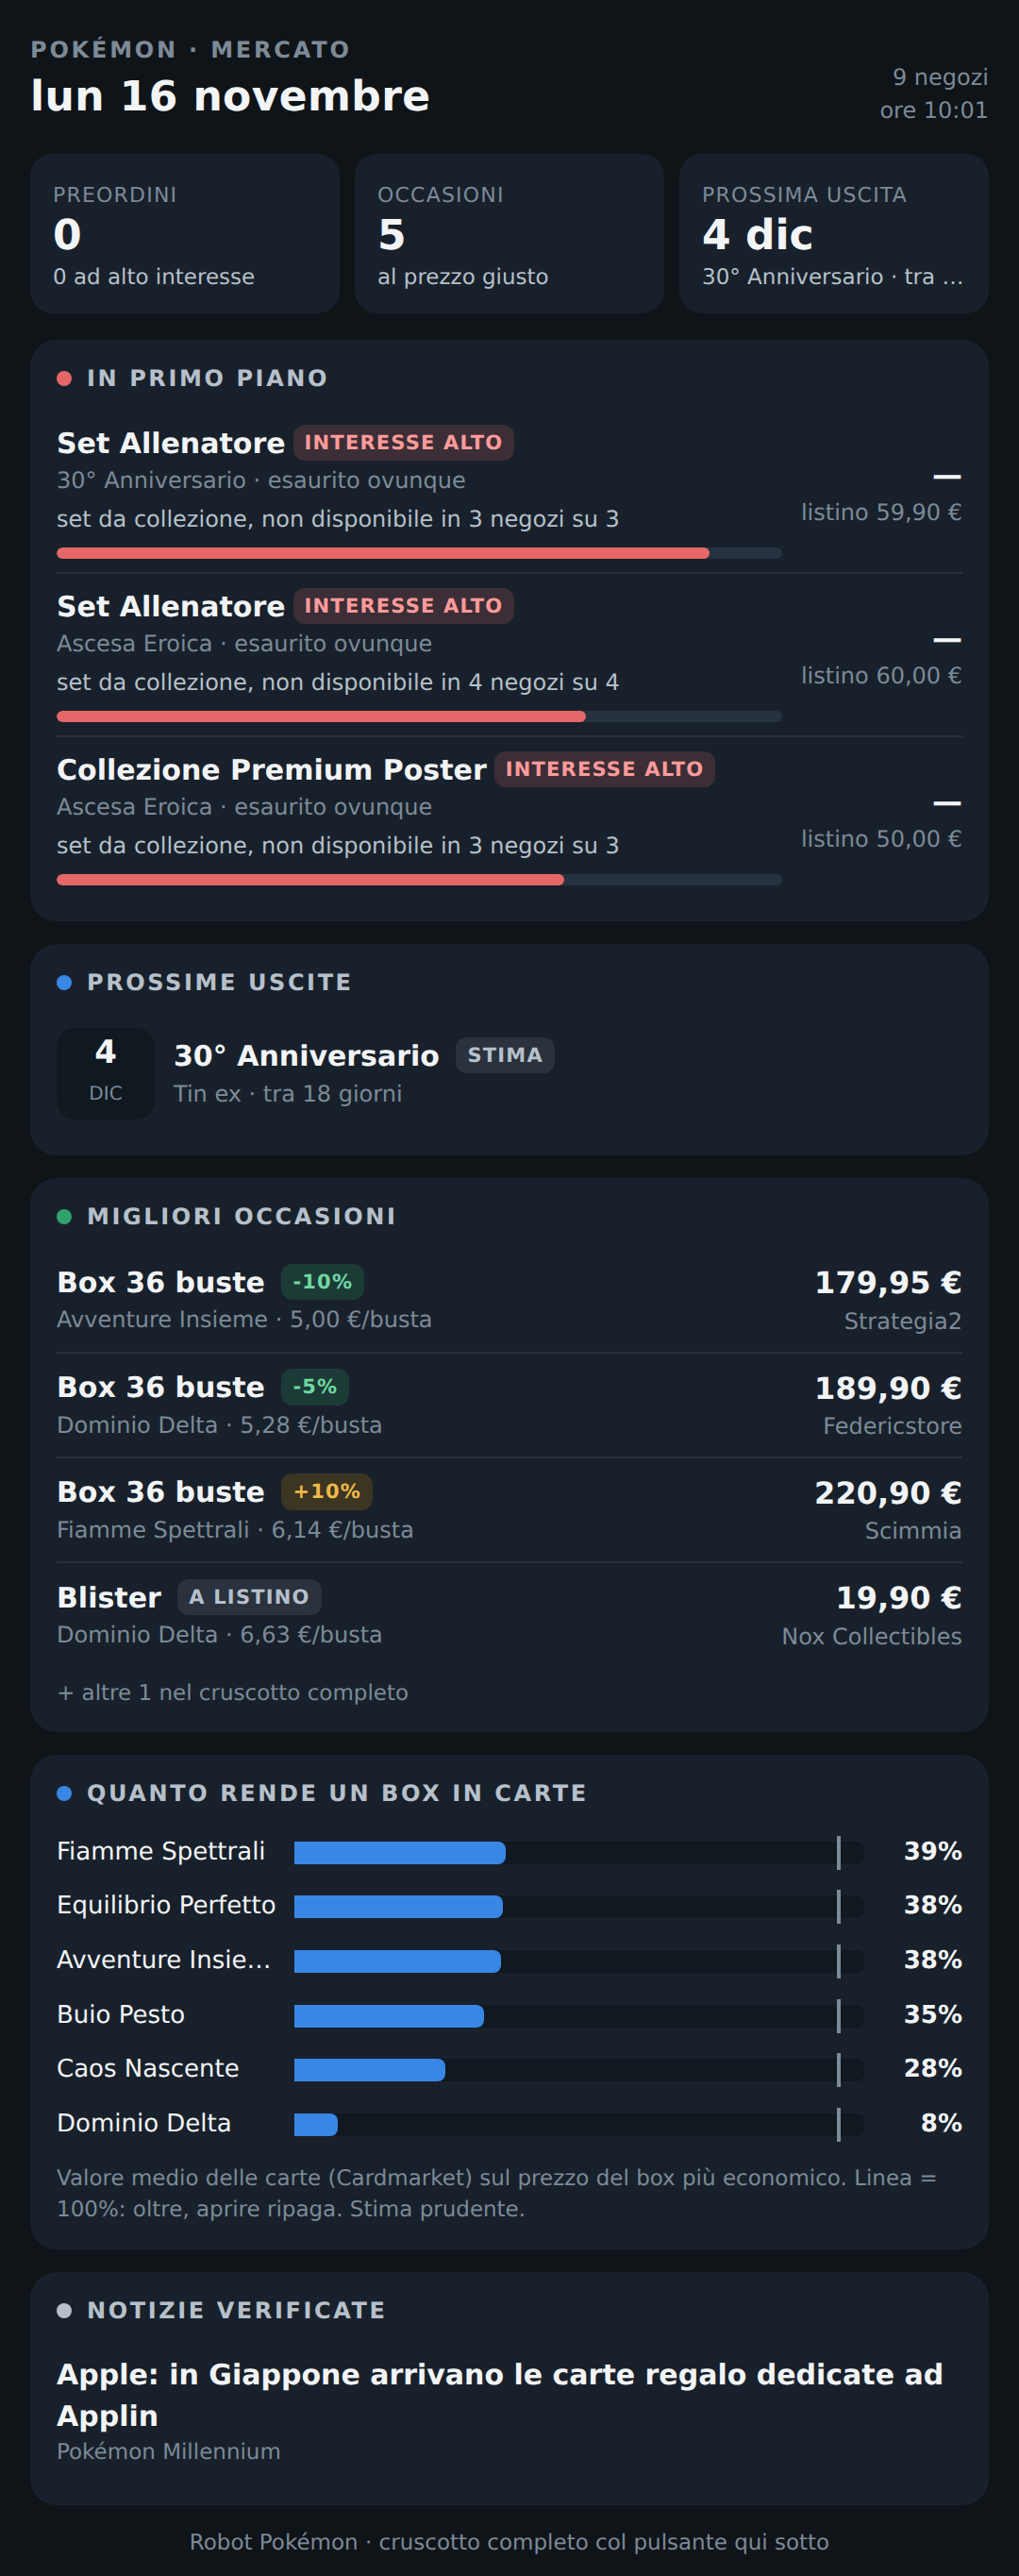 POKÉMON · MERCATO
lun 16 novembre
9 negozi
ore 10:01
PREORDINI
0
0 ad alto interesse
OCCASIONI
5
al prezzo giusto
PROSSIMA USCITA
4 dic
30° Anniversario · tra ...
IN PRIMO PIANO
Set Allenatore INTERESSE ALTO
30° Anniversario · esaurito ovunque
set da collezione, non disponibile in 3 negozi su 3
—
listino 59,90 €
Set Allenatore INTERESSE ALTO
Ascesa Eroica · esaurito ovunque
set da collezione, non disponibile in 4 negozi su 4
—
listino 60,00 €
Collezione Premium Poster INTERESSE ALTO
Ascesa Eroica · esaurito ovunque
set da collezione, non disponibile in 3 negozi su 3
—
listino 50,00 €
PROSSIME USCITE
4
DIC
30° Anniversario STIMA
Tin ex · tra 18 giorni
MIGLIORI OCCASIONI
Box 36 buste -10%
Avventure Insieme · 5,00 €/busta
179,95 €
Strategia2
Box 36 buste -5%
Dominio Delta · 5,28 €/busta
189,90 €
Federicstore
Box 36 buste +10%
Fiamme Spettrali · 6,14 €/busta
220,90 €
Scimmia
Blister A LISTINO
Dominio Delta · 6,63 €/busta
19,90 €
Nox Collectibles
+ altre 1 nel cruscotto completo
QUANTO RENDE UN BOX IN CARTE
Fiamme Spettrali 39%
Equilibrio Perfetto 38%
Avventure Insie... 38%
Buio Pesto 35%
Caos Nascente 28%
Dominio Delta 8%
Valore medio delle carte (Cardmarket) sul prezzo del box più economico. Linea =
100%: oltre, aprire ripaga. Stima prudente.
NOTIZIE VERIFICATE
Apple: in Giappone arrivano le carte regalo dedicate ad
Applin
Pokémon Millennium
Robot Pokémon · cruscotto completo col pulsante qui sotto